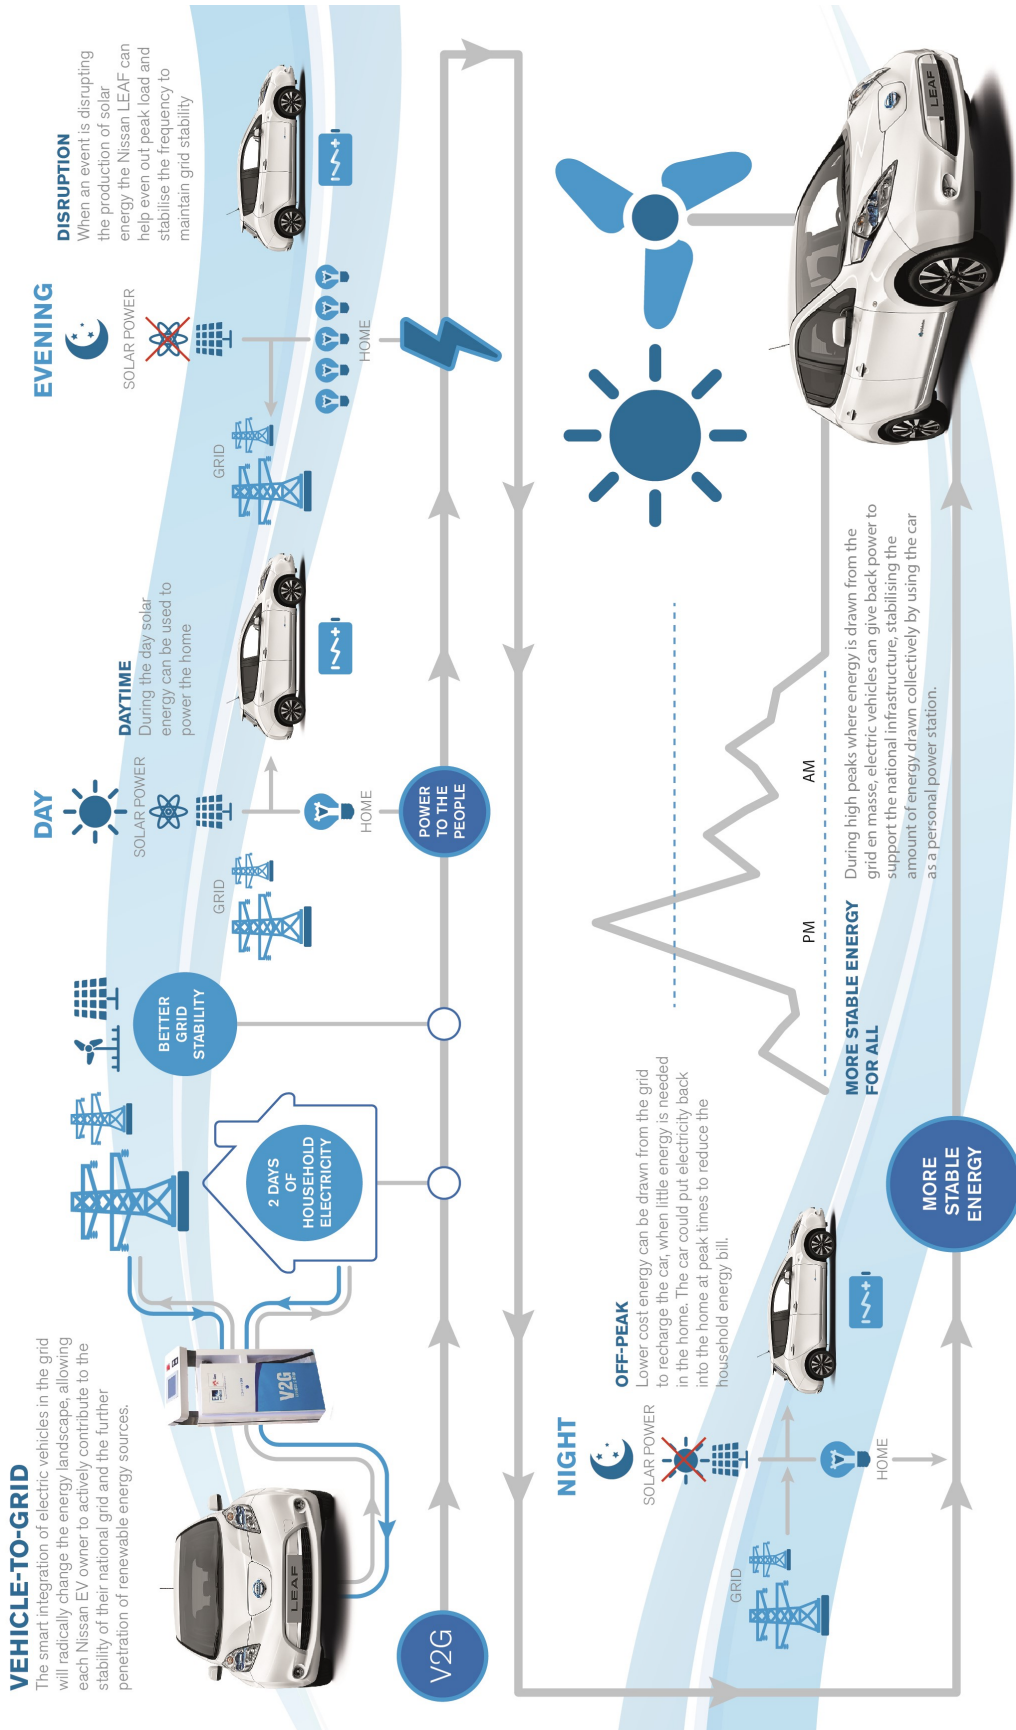 VEHICLE-TO-GRID
The smart integration of electric vehicles in the grid
will radically change the energy landscape, allowing
each Nissan EV owner to actively contribute to the
stability of their national grid and the further
penetration of renewable energy sources.
LEAF
V2G
V2G
2 DAYS
OF
HOUSEHOLD
ELECTRICITY
BETTER
GRID
STABILITY
DAY
SOLAR POWER
GRID
HOME
POWER
TO THE
PEOPLE
DAYTIME
During the day solar
energy can be used to
power the home
EVENING
SOLAR POWER
GRID
HOME
DISRUPTION
When an event is disrupting
the production of solar
energy the Nissan LEAF can
help even out peak load and
stabilise the frequency to
maintain grid stability
NIGHT
SOLAR POWER
GRID
HOME
OFF-PEAK
Lower cost energy can be drawn from the grid
to recharge the car, when little energy is needed
in the home. The car could put electricity back
into the home at peak times to reduce the
household energy bill.
MORE
STABLE
ENERGY
PM
AM
MORE STABLE ENERGY
FOR ALL
During high peaks where energy is drawn from the
grid en masse, electric vehicles can give back power to
support the national infrastructure, stabilising the
amount of energy drawn collectively by using the car
as a personal power station.
LEAF